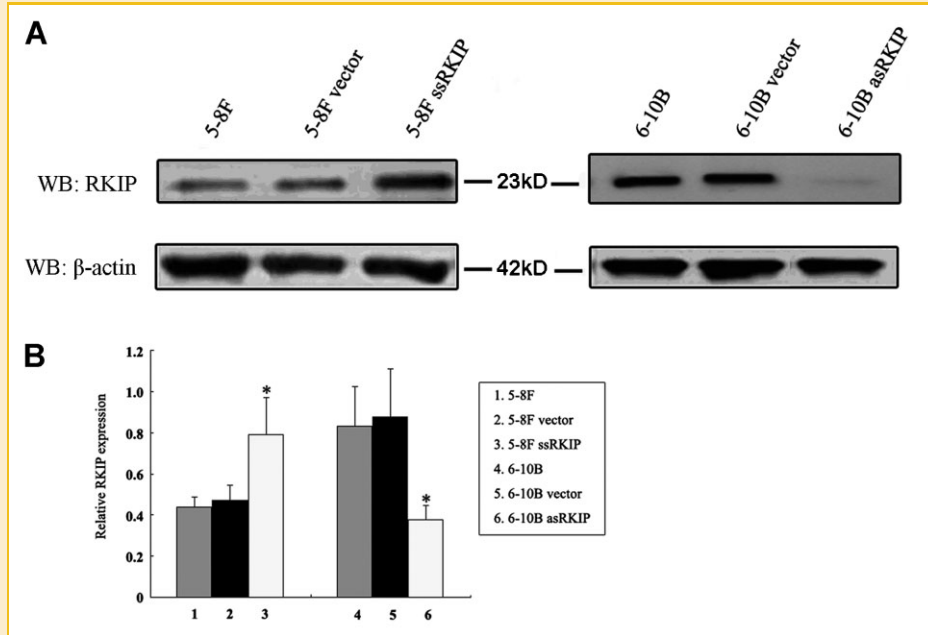 A
5-8F
5-8F vector
5-8F ssRKIP
6-10B
6-10B vector
6-10B asRKIP
WB: RKIP
23kD
WB: β-actin
42kD
B
Relative RKIP expression
1.2
1.0
0.8
0.6
0.4
0.2
0
*
*
1 2 3 4 5 6
1. 5-8F
2. 5-8F vector
3. 5-8F ssRKIP
4. 6-10B
5. 6-10B vector
6. 6-10B asRKIP